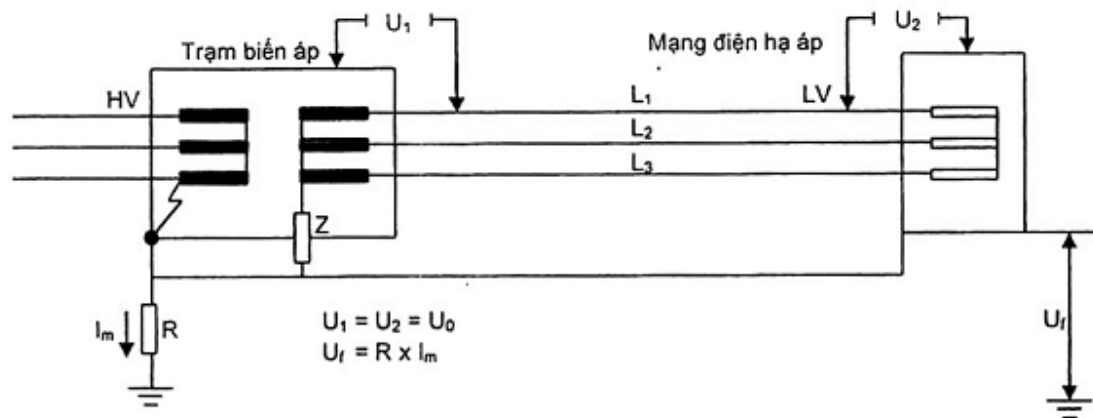 U₁
U₂
Trạm biến áp
Mạng điện hạ áp
HV
L₁
LV
L₂
L₃
Z
Iₘ
R
U₁ = U₂ = U₀
U_f = R x Iₘ
U_f